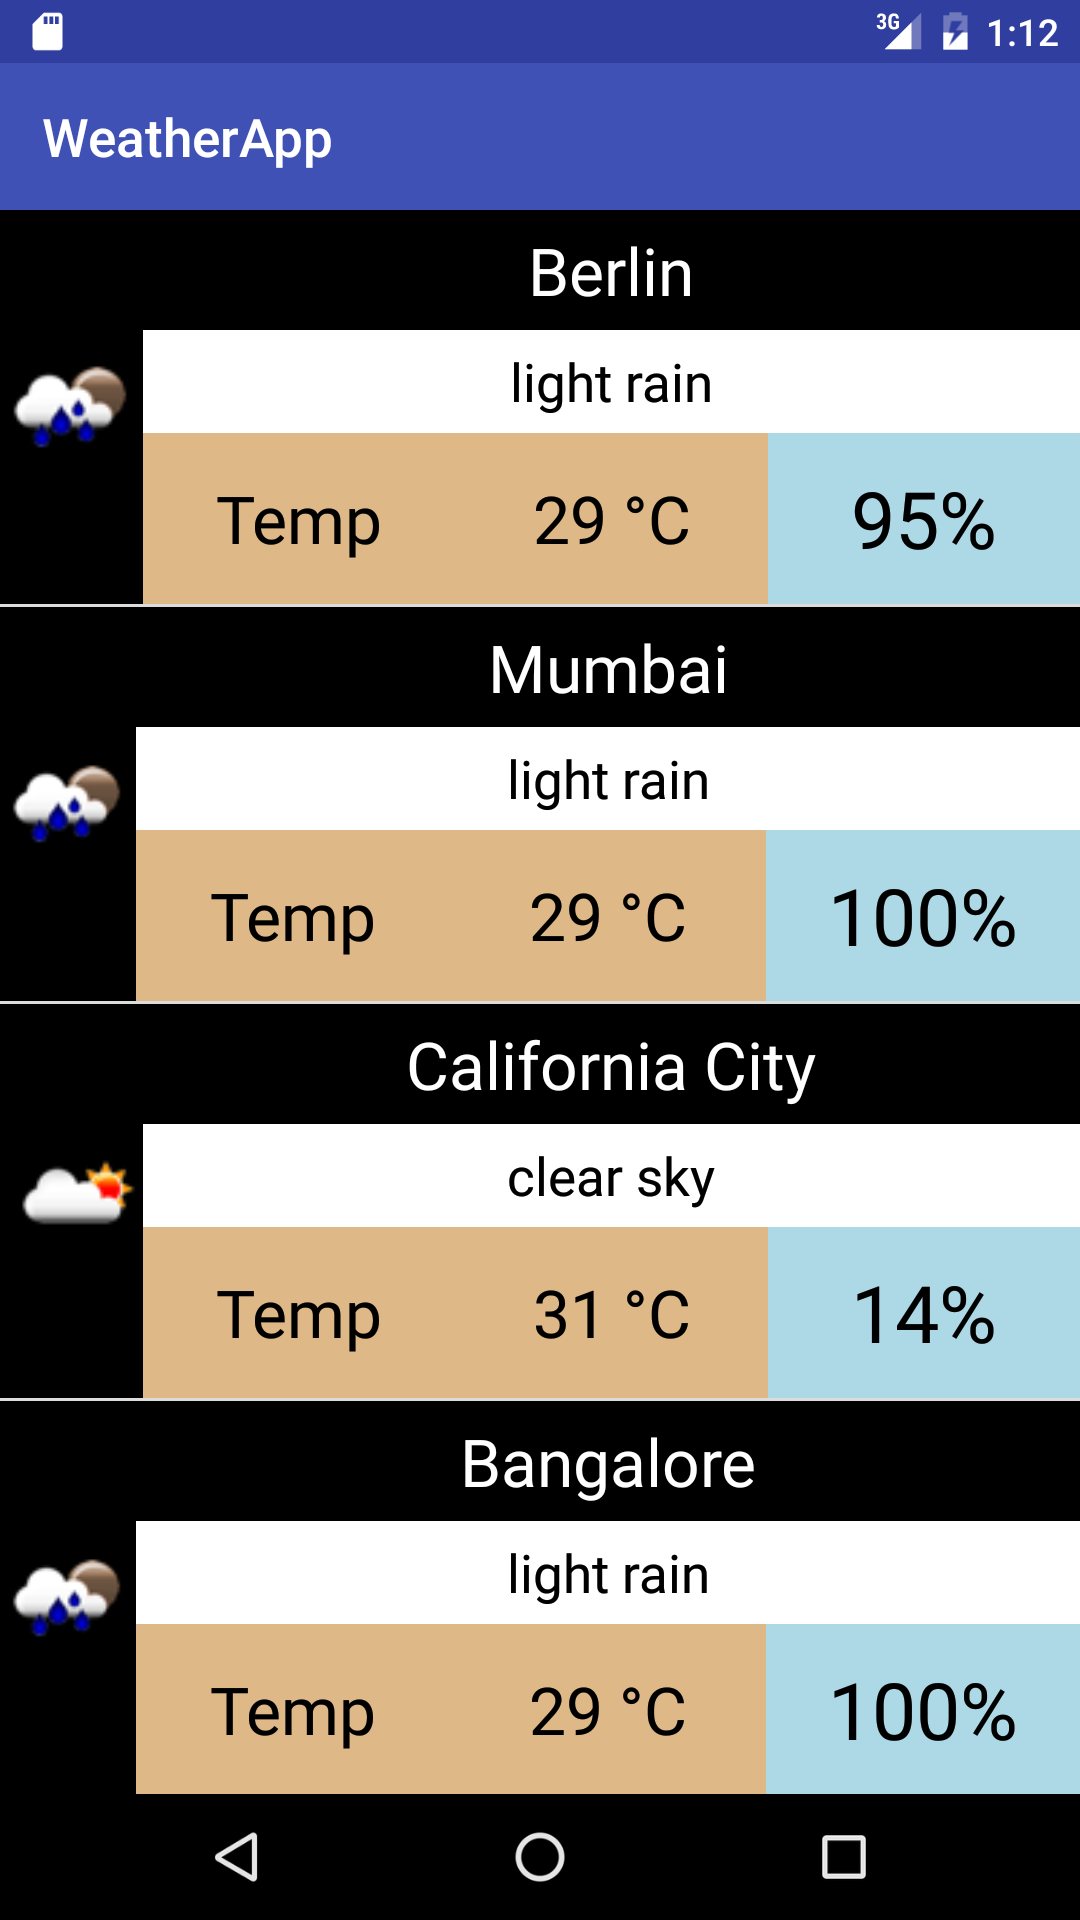 3G 1:12
WeatherApp
Berlin
light rain
Temp 29 °C 95%
Mumbai
light rain
Temp 29 °C 100%
California City
clear sky
Temp 31 °C 14%
Bangalore
light rain
Temp 29 °C 100%